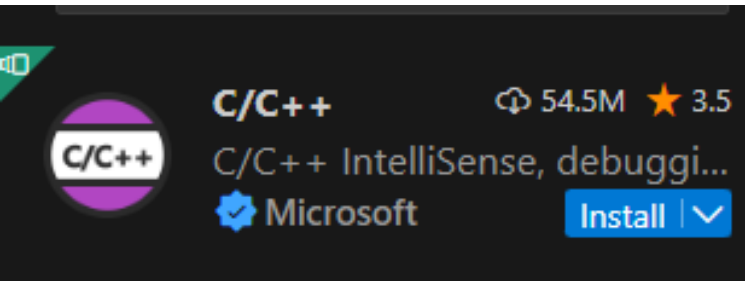 C/C++ 54.5M 3.5
C/C++ C/C++ IntelliSense, debuggi...
Microsoft Install